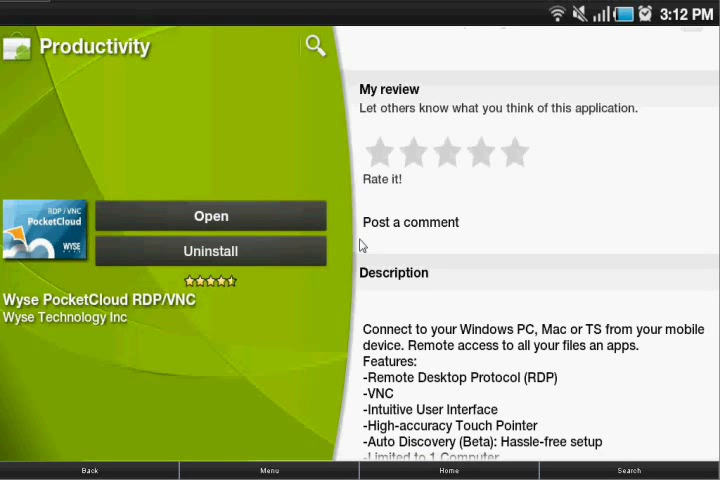 3:12 PM
Productivity
RDP / VNC
PocketCloud
WYSE
Open
Uninstall
Wyse PocketCloud RDP/VNC
Wyse Technology Inc
My review
Let others know what you think of this application.
Rate it!
Post a comment
Description
Connect to your Windows PC, Mac or TS from your mobile
device. Remote access to all your files an apps.
Features:
-Remote Desktop Protocol (RDP)
-VNC
-Intuitive User Interface
-High-accuracy Touch Pointer
-Auto Discovery (Beta): Hassle-free setup
-Limited to 1 Computer
Back
Menu
Home
Search